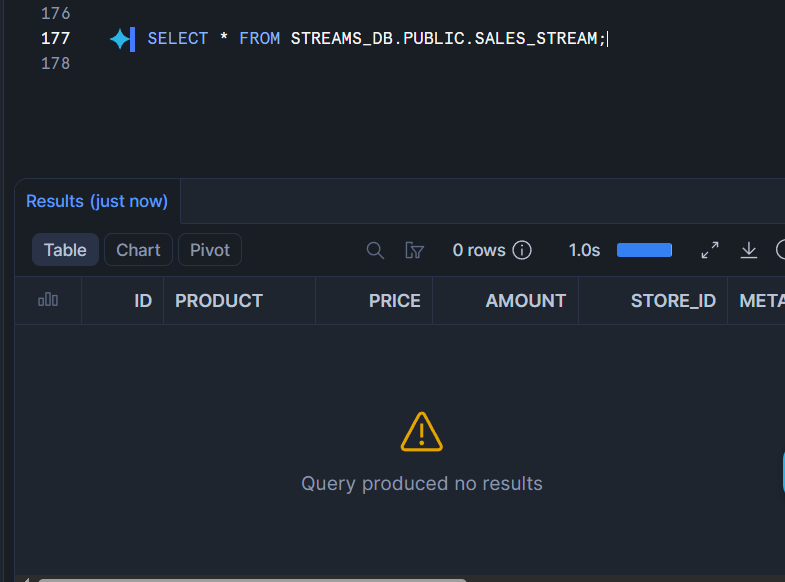 176
177 SELECT * FROM STREAMS_DB.PUBLIC.SALES_STREAM;
178
Results (just now)
Table Chart Pivot 0 rows 1.0s
ID PRODUCT PRICE AMOUNT STORE_ID META
Query produced no results